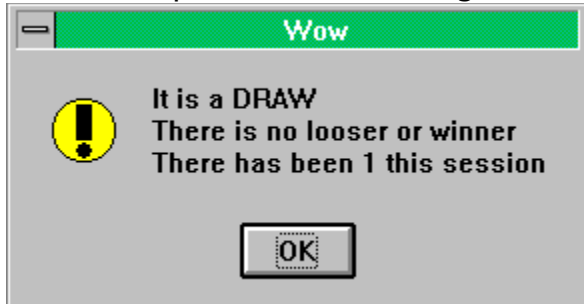 Wow
It is a DRAW
There is no looser or winner
There has been 1 this session
OK